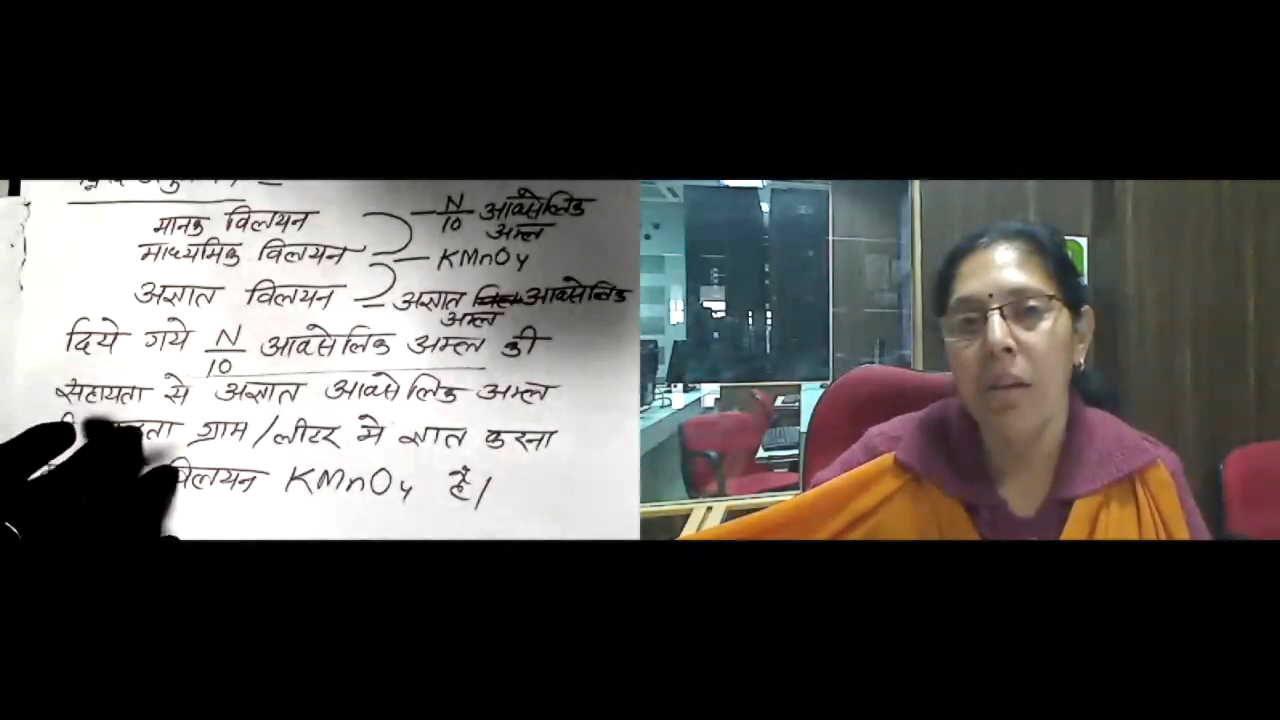 मानक विलयन
N/10 आक्सेलिक अम्ल
माध्यमिक विलयन
KMnO4
अज्ञात विलयन
अज्ञात आक्सेलिक अम्ल
दिये गये N/10 आक्सेलिक अम्ल की
सहायता से अज्ञात आक्सेलिक अम्ल
ग्राम/लीटर मे ज्ञात करना
विलयन KMnO4 है।